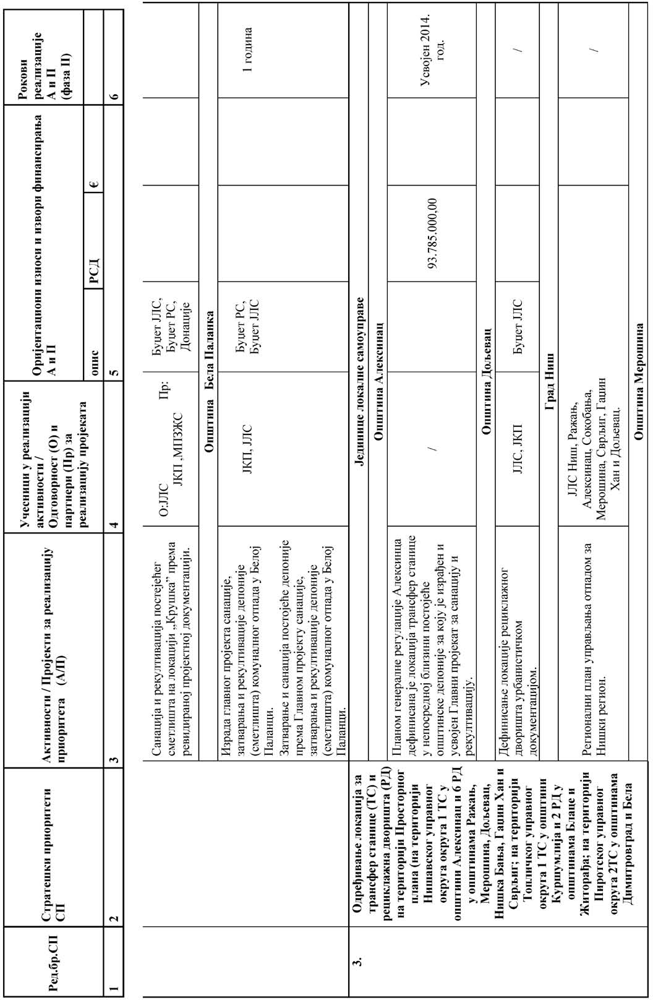 Ред.бр.СП
Стратешки приоритети
СП
Активности / Пројекти за реализацију
приоритета (А/П)
Учесници у реализацији
активности /
Одговорност (О) и
партнери (Пр) за
реализацију пројеката
Оријентациони износи и извори финансирања
А и П
опис
РСД
€
Рокови
реализације
А и П
(фаза II)
1
2
3
4
5
6
Санација и рекултивација постејећег
сметлишта на локацији „Крушка” према
ревидираној пројектној документацији.
О:ЈЛС Пр:
ЈКП ,МПЗЖС
Буџет ЈЛС,
Буџет РС,
Донације
Општина Бела Паланка
Израда главног пројекта санације,
затварања и рекултивације депоније
(сметлишта) комуналног отпада у Белој
Паланци.
Затварање и санација постојеће депоније
према Главном пројекту санације,
затварања и рекултивације депоније
(сметлишта) комуналног отпада у Белој
Паланци.
ЈКП, ЈЛС
Буџет РС,
Буџет ЈЛС
1 година
3.
Одређивање локација за
трансфер станице (ТС) и
рециклажна дворишта (РД)
на територији Просторног
плана (на територији
Нишавског управног
округа округа 1 ТС у
општини Алексинац и 6 РД
у општинама Ражањ,
Мерошина, Дољевац,
Нишка Бања, Гаџин Хан и
Сврљиг; на територији
Топличког управног
округа 1 ТС у општини
Куршумлија и 2 РД у
општинама Блаце и
Житорађа; на територији
Пиротског управног
округа 2ТС у општинама
Димитровград и Бела
Јединице локалне самоуправе
Општина Алексинац
Планом генералне регулације Алексинца
дефинисана је локација трансфер станице
у непосредној близини постојеће
општинске депоније за коју је израђен и
усвојен Главни пројекат за санацију и
рекултивацију.
/
93.785.000,00
Усвојен 2014.
год.
Општина Дољевац
Дефинисање локације рециклажног
дворишта урбанистичком
документацијом.
ЈЛС, ЈКП
Буџет ЈЛС
/
Град Ниш
Регионални план управљања отпадом за
Нишки регион.
ЈЛС Ниш, Ражањ,
Алексинац, Сокобања,
Мерошина, Сврљиг, Гаџин
Хан и Дољевац.
/
Општина Мерошина